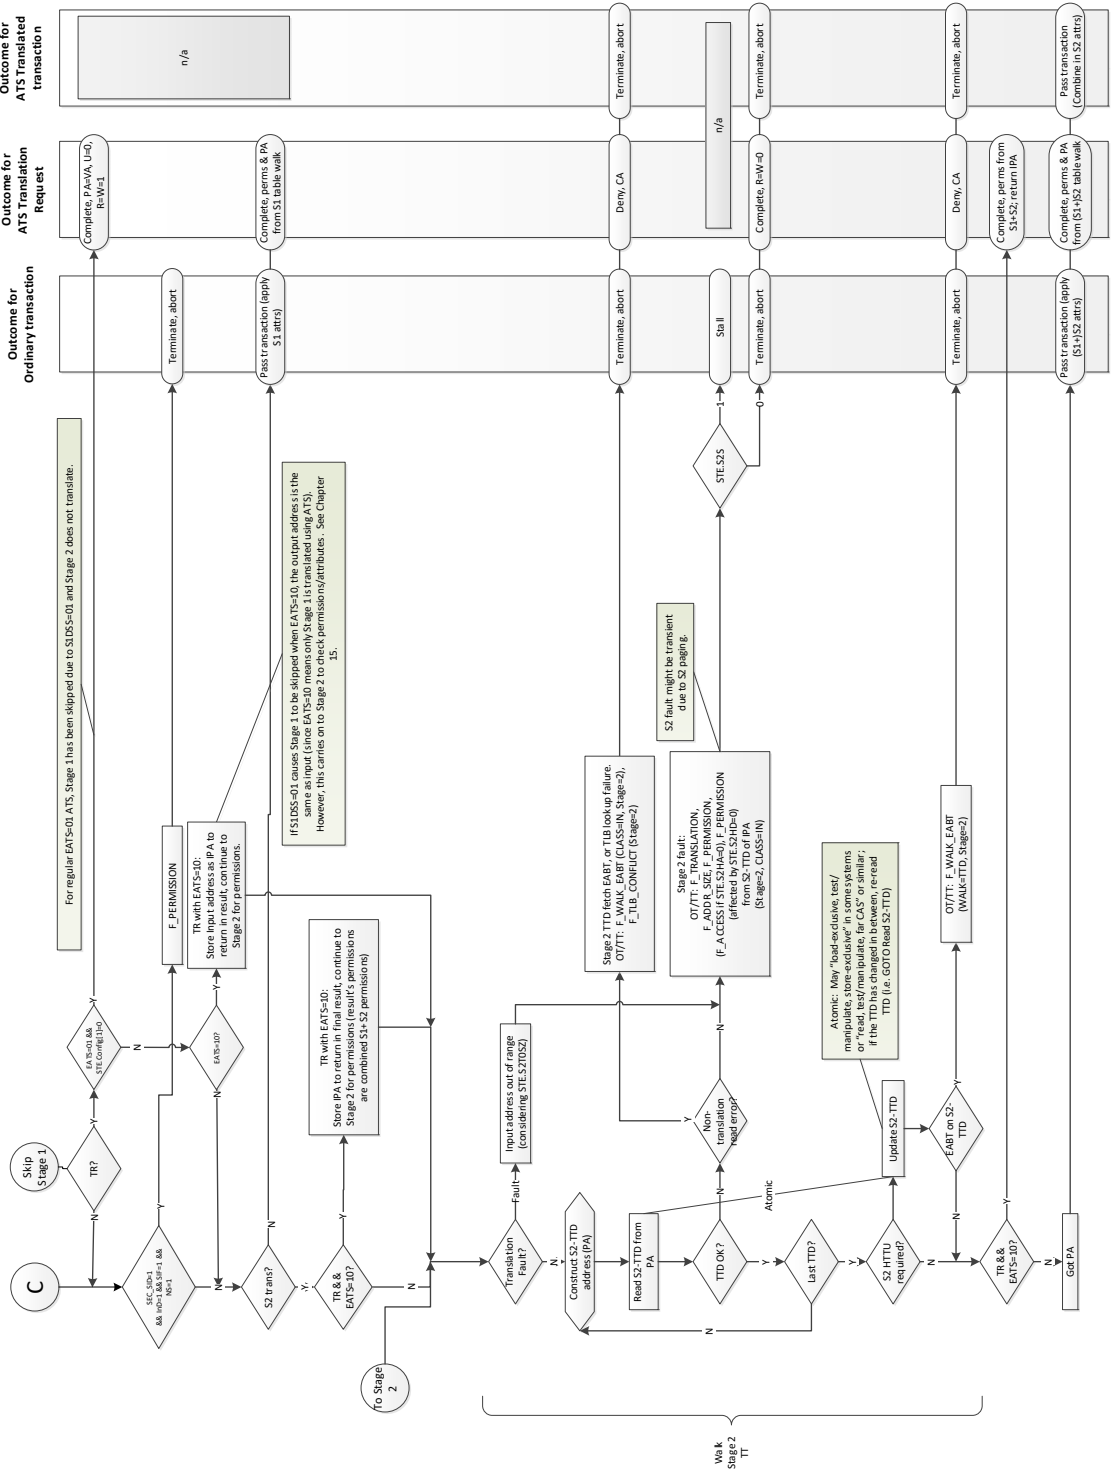 Outcome for
Ordinary transaction
Outcome for
ATS Translation
Request
Outcome for
ATS Translated
transaction
C
Skip
Stage 1
TR?
Y
N
EATS=01 &&
STE.Config[1]=0
Y
N
For regular EATS=01 ATS, Stage 1 has been skipped due to S1DSS=01 and Stage 2 does not translate.
Complete, PA=VA, U=0,
R=W=1
n/a
SEC_SID=1
&& InD=1 && SIF=1 &&
NS=1
Y
N
F_PERMISSION
Terminate, abort
EATS=10?
Y
N
TR with EATS=10:
Store Input address as IPA to
return in result, continue to
Stage 2 for permissions.
If S1DSS=01 causes Stage 1 to be skipped when EATS=10, the output address is the
same as input (since EATS=10 means only Stage 1 is translated using ATS).
However, this carries on to Stage 2 to check permissions/attributes. See Chapter
15.
S2 trans?
N
Y
Pass transaction (apply
S1 attrs)
Complete, perms & PA
from S1 table walk
TR &&
EATS=10?
Y
N
TR with EATS=10:
Store IPA to return in final result, continue to
Stage 2 for permissions (result's permissions
are combined S1+S2 permissions)
To Stage
2
Walk
Stage 2
TT
Translation
Fault?
Fault
N
Input address out of range
(considering STE.S2T0SZ)
Construct S2-TTD
address (PA)
Read S2-TTD from
PA
Atomic
TTD OK?
N
Y
Non-
translation
read error?
Y
N
Stage 2 TTD fetch EABT, or TLB lookup failure.
OT/TT: F_WALK_EABT (CLASS=IN, Stage=2),
F_TLB_CONFLICT (Stage=2)
Terminate, abort
Deny, CA
Terminate, abort
Stage 2 fault:
OT/TT: F_TRANSLATION,
F_ADDR_SIZE, F_PERMISSION,
(F_ACCESS if STE.S2HA=0), F_PERMISSION
(affected by STE.S2HD=0)
from S2-TTD of IPA
(Stage=2, CLASS=IN)
S2 fault might be transient
due to S2 paging.
STE.S2S
1
0
Stall
n/a
Terminate, abort
Complete, R=W=0
Terminate, abort
Last TTD?
N
Y
S2 HTTU
required?
Y
N
Update S2-TTD
Atomic: May "load-exclusive, test/
manipulate, store-exclusive" in some systems
or "read, test/manipulate, far CAS" or similar;
if the TTD has changed in between, re-read
TTD (i.e. GOTO Read S2-TTD)
EABT on S2-
TTD
Y
N
OT/TT: F_WALK_EABT
(WALK=TTD, Stage=2)
Terminate, abort
Deny, CA
Terminate, abort
TR &&
EATS=10?
Y
N
Complete, perms from
S1+S2; return IPA
Got PA
Pass transaction (apply
(S1+)S2 attrs)
Complete, perms & PA
from (S1+)S2 table walk
Pass transaction
(Combine in S2 attrs)